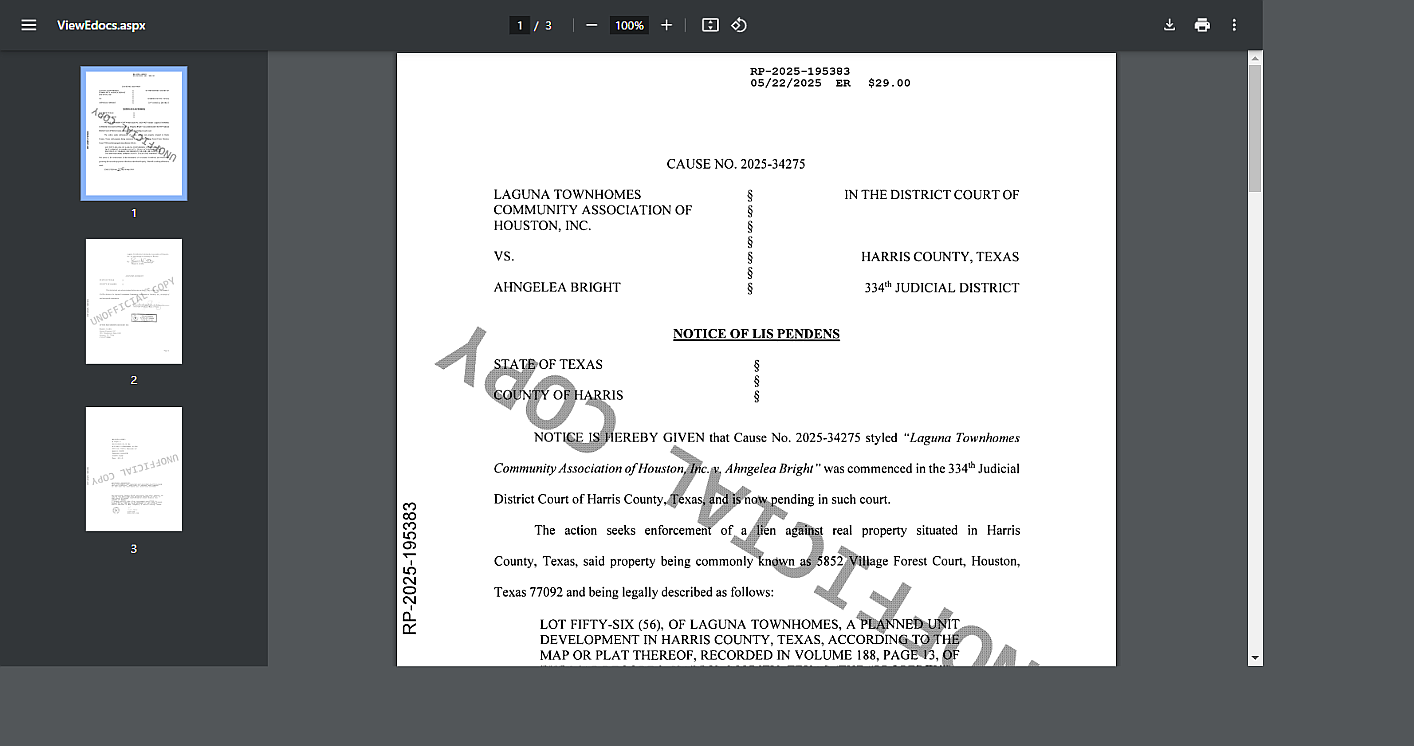 ViewEdocs.aspx
1 / 3
100%
RP-2025-195383
05/22/2025 ER $29.00
CAUSE NO. 2025-34275
LAGUNA TOWNHOMES § IN THE DISTRICT COURT OF
COMMUNITY ASSOCIATION OF §
HOUSTON, INC. §
§
VS. § HARRIS COUNTY, TEXAS
§
AHNGELEA BRIGHT § 334th JUDICIAL DISTRICT
NOTICE OF LIS PENDENS
STATE OF TEXAS §
§
COUNTY OF HARRIS §
NOTICE IS HEREBY GIVEN that Cause No. 2025-34275 styled “Laguna Townhomes
Community Association of Houston, Inc. v. Ahngelea Bright” was commenced in the 334th Judicial
District Court of Harris County, Texas, and is now pending in such court.
The action seeks enforcement of a lien against real property situated in Harris
County, Texas, said property being commonly known as 5852 Village Forest Court, Houston,
Texas 77092 and being legally described as follows:
LOT FIFTY-SIX (56), OF LAGUNA TOWNHOMES, A PLANNED UNIT
DEVELOPMENT IN HARRIS COUNTY, TEXAS, ACCORDING TO THE
MAP OR PLAT THEREOF, RECORDED IN VOLUME 188, PAGE 13, OF
RP-2025-195383
UNOFFICIAL COPY
UNOFFICIAL COPY
1
UNOFFICIAL COPY
2
UNOFFICIAL COPY
3